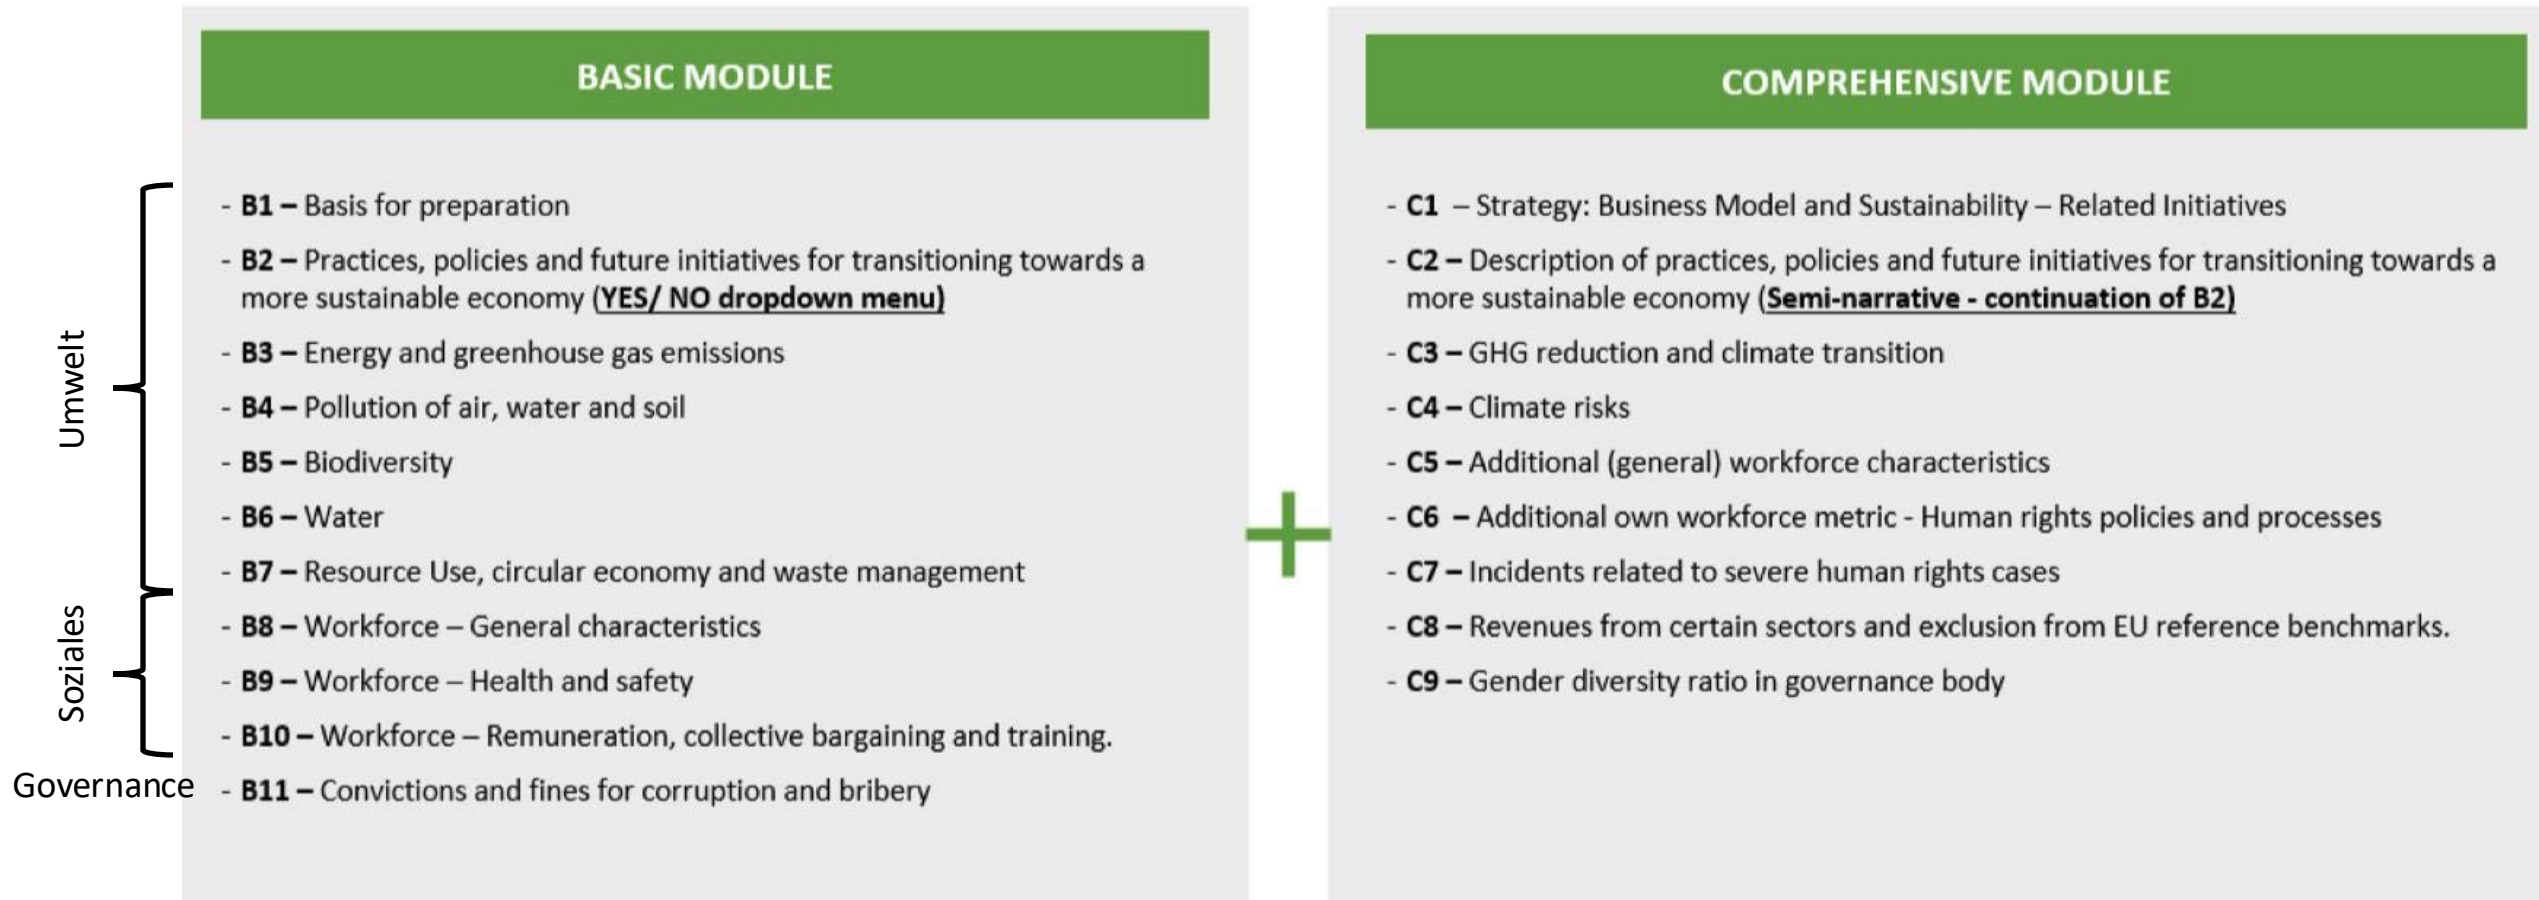 BASIC MODULE
- B1 – Basis for preparation
- B2 – Practices, policies and future initiatives for transitioning towards a
more sustainable economy (YES/ NO dropdown menu)
- B3 – Energy and greenhouse gas emissions
- B4 – Pollution of air, water and soil
- B5 – Biodiversity
- B6 – Water
- B7 – Resource Use, circular economy and waste management
- B8 – Workforce – General characteristics
- B9 – Workforce – Health and safety
- B10 – Workforce – Remuneration, collective bargaining and training.
- B11 – Convictions and fines for corruption and bribery
Umwelt
Soziales
Governance
COMPREHENSIVE MODULE
- C1 – Strategy: Business Model and Sustainability – Related Initiatives
- C2 – Description of practices, policies and future initiatives for transitioning towards a
more sustainable economy (Semi-narrative - continuation of B2)
- C3 – GHG reduction and climate transition
- C4 – Climate risks
- C5 – Additional (general) workforce characteristics
- C6 – Additional own workforce metric - Human rights policies and processes
- C7 – Incidents related to severe human rights cases
- C8 – Revenues from certain sectors and exclusion from EU reference benchmarks.
- C9 – Gender diversity ratio in governance body